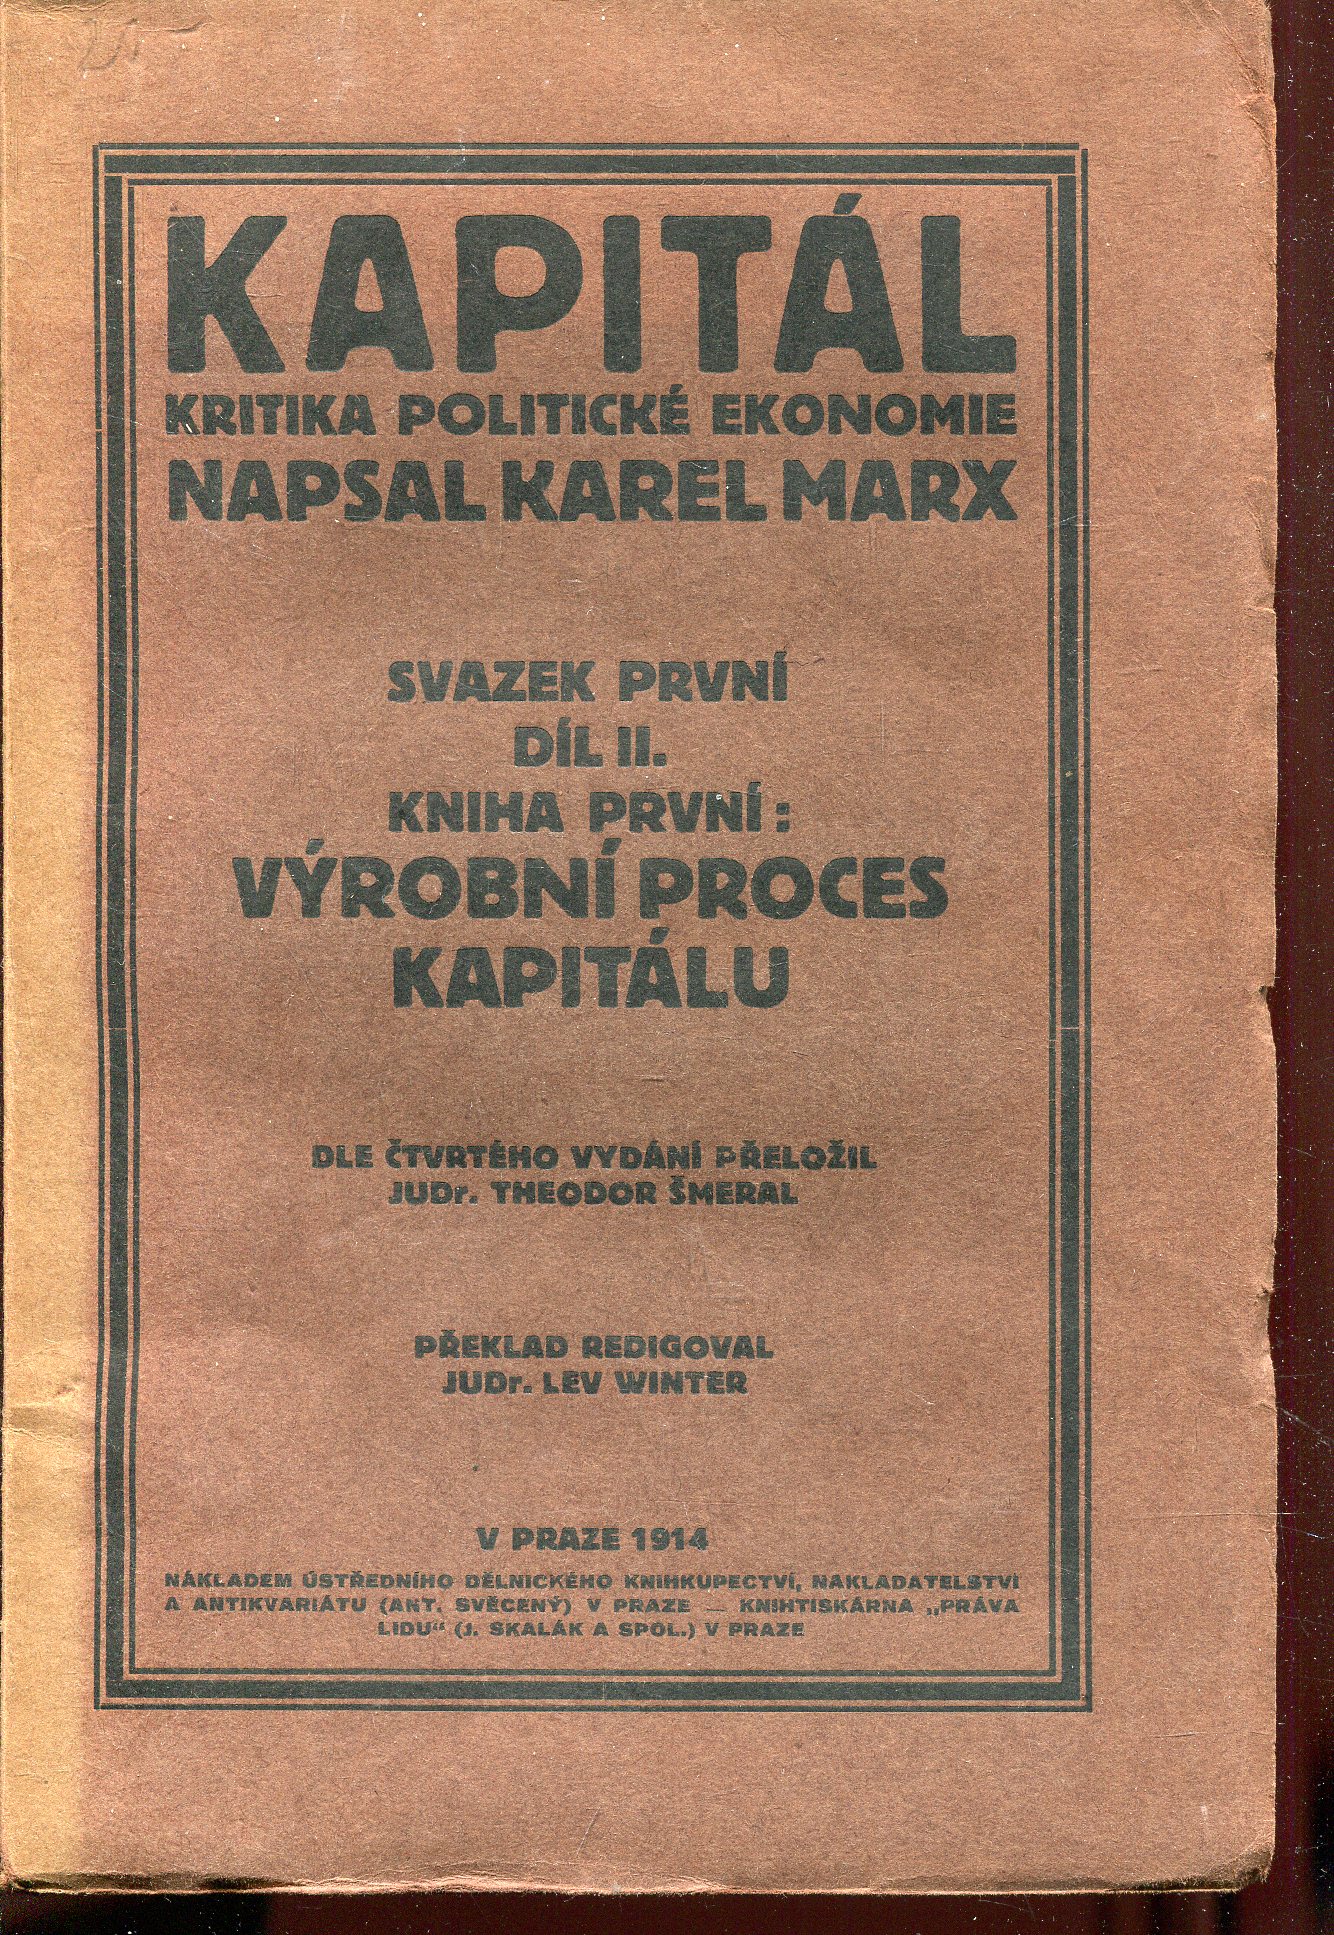 KAPITÁL
KRITIKA POLITICKÉ EKONOMIE
NAPSAL KAREL MARX
SVAZEK PRVNÍ
DÍL II.
KNIHA PRVNÍ:
VÝROBNÍ PROCES
KAPITÁLU
DLE ČTVRTÉHO VYDÁNÍ PŘELOŽIL
JUDr. THEODOR ŠMERAL
PŘEKLAD REDIGOVAL
JUDr. LEV WINTER
V PRAZE 1914
NÁKLADEM ÚSTŘEDNÍHO DĚLNICKÉHO KNIHKUPECTVÍ, NAKLADATELSTVÍ
A ANTIKVARIÁTU (ANT. SVĚCENÝ) V PRAZE — KNIHTISKÁRNA „PRÁVA
LIDU“ (J. SKALÁK A SPOL.) V PRAZE